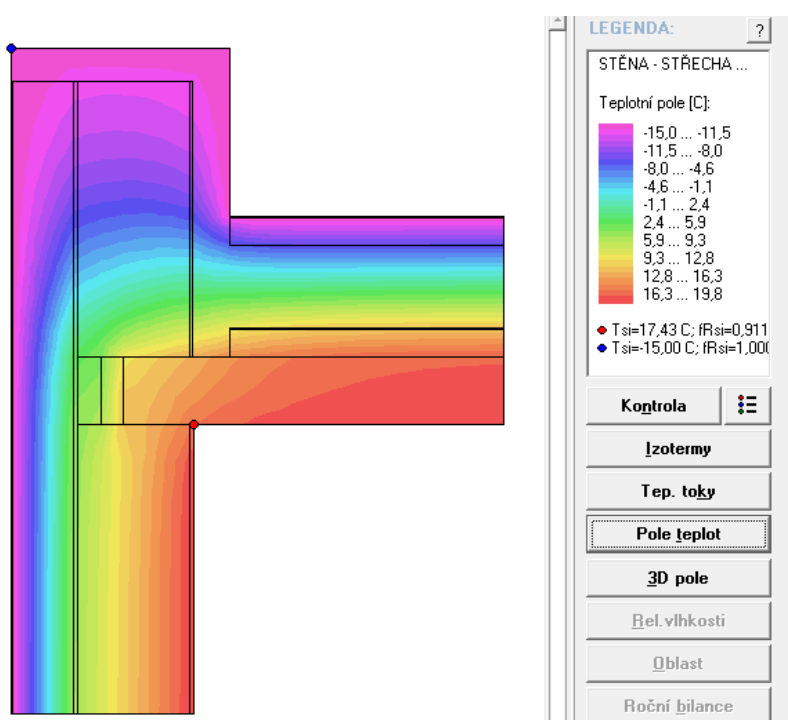 LEGENDA:
?
STĚNA - STŘECHA ...
Teplotní pole [C]:
-15,0 ... -11,5
-11,5 ... -8,0
-8,0 ... -4,6
-4,6 ... -1,1
-1,1 ... 2,4
2,4 ... 5,9
5,9 ... 9,3
9,3 ... 12,8
12,8 ... 16,3
16,3 ... 19,8
Tsi=17,43 C; fRsi=0,911
Tsi=-15,00 C; fRsi=1,000
Kontrola
Izotermy
Tep. toky
Pole teplot
3D pole
Rel.vlhkosti
Oblast
Roční bilance